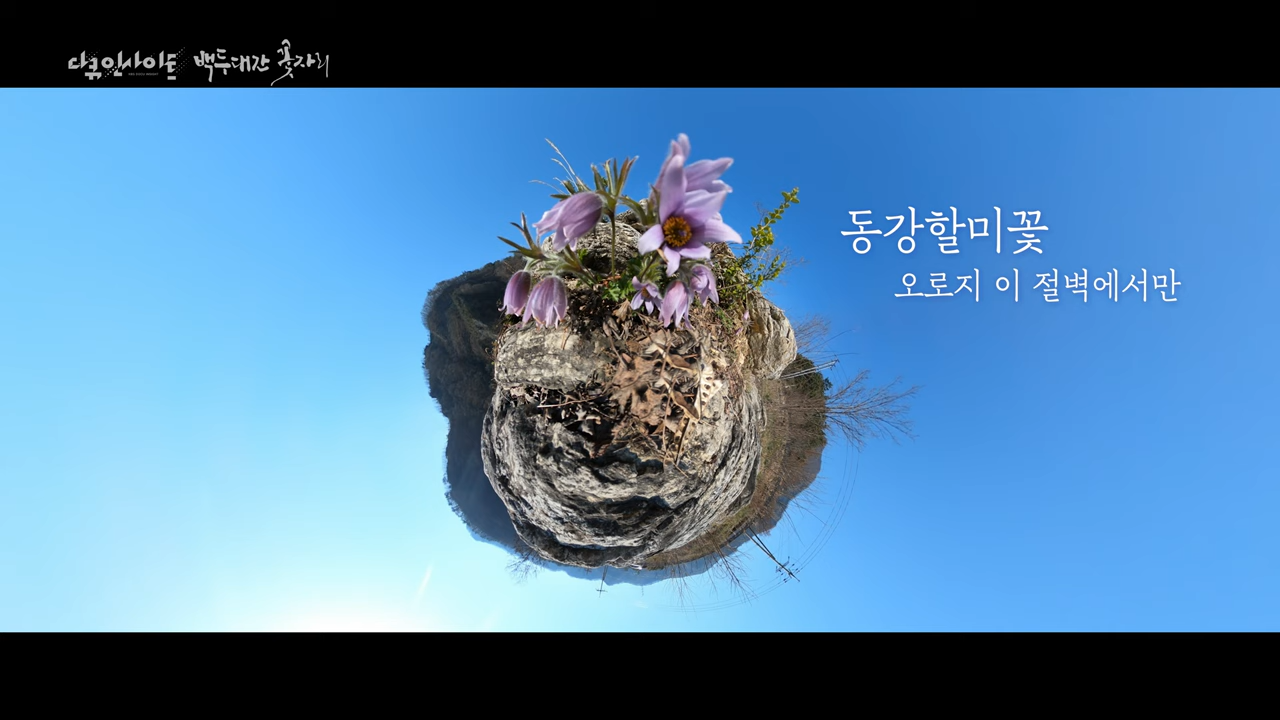 다큐인사이트 백두대간 꽃자리
동강할미꽃
오로지 이 절벽에서만